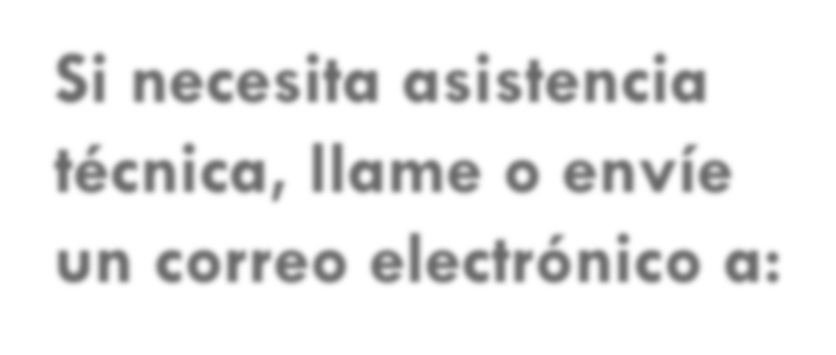 Si necesita asistencia
técnica, llame o envíe
un correo electrónico a: